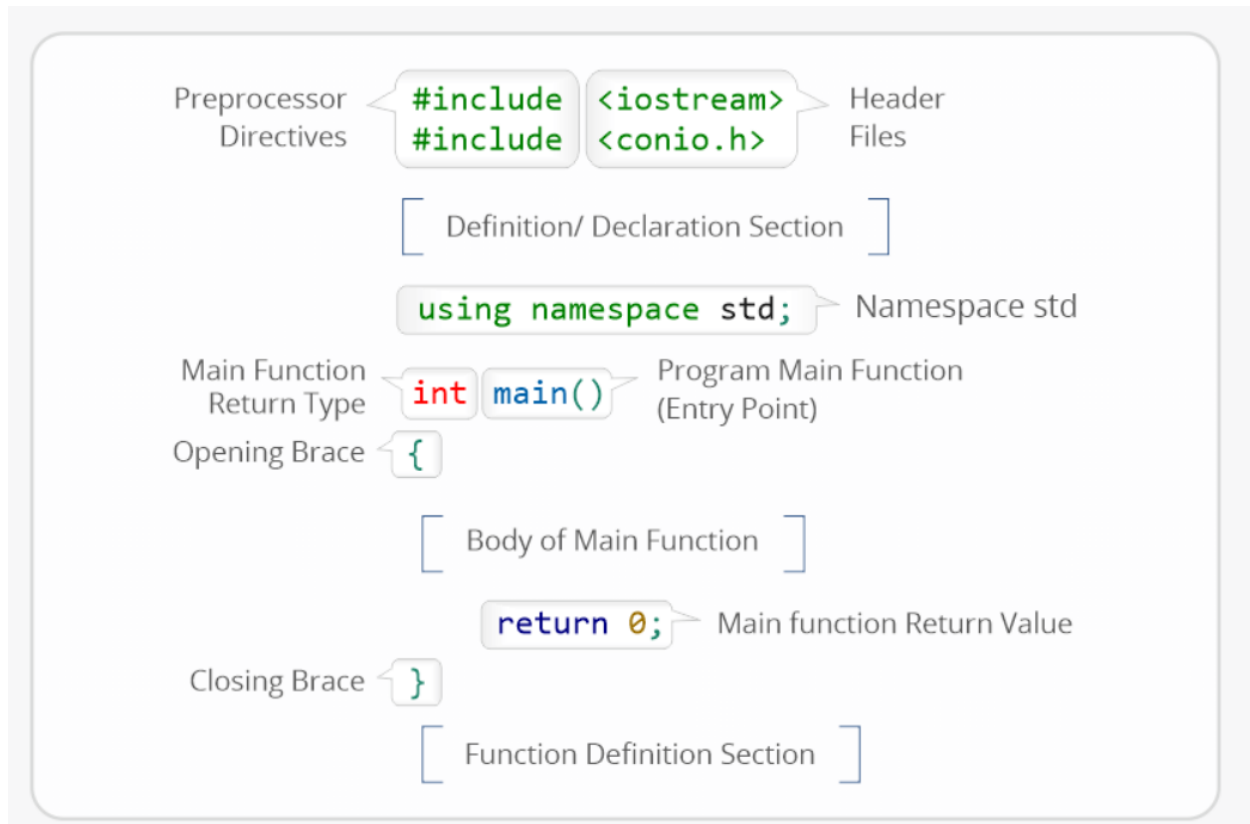 Preprocessor #include <iostream> Header
Directives #include <conio.h> Files
Definition/ Declaration Section
using namespace std; Namespace std
Main Function Program Main Function
Return Type int main() (Entry Point)
Opening Brace {
Body of Main Function
return 0; Main function Return Value
Closing Brace }
Function Definition Section